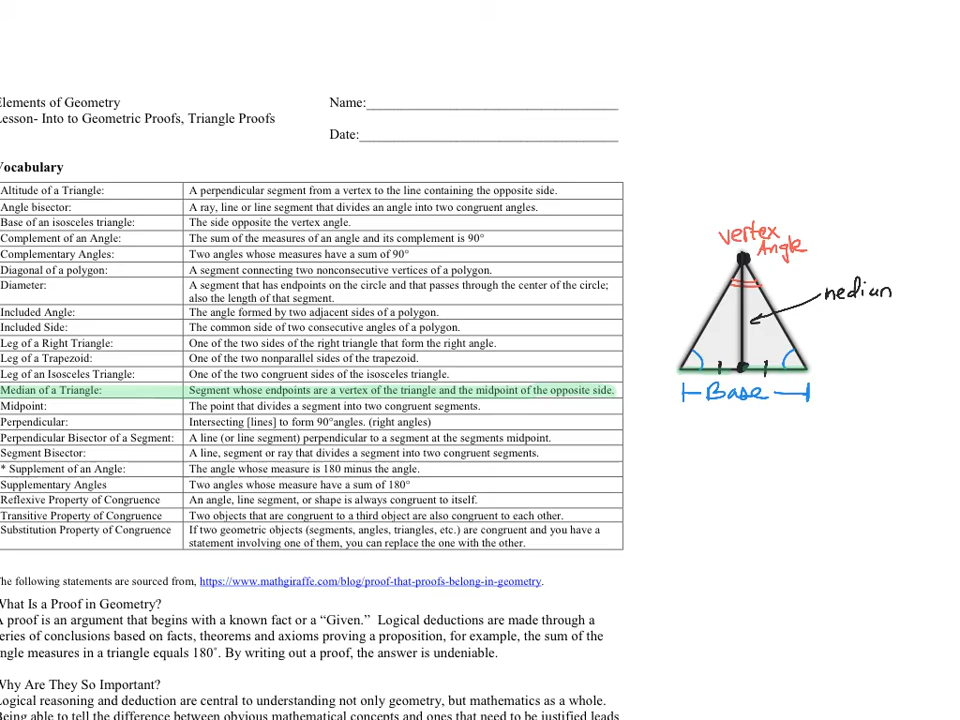 Elements of Geometry
Name:
Lesson- Into to Geometric Proofs, Triangle Proofs
Date:
Vocabulary
Altitude of a Triangle: A perpendicular segment from a vertex to the line containing the opposite side.
Angle bisector: A ray, line or line segment that divides an angle into two congruent angles.
Base of an isosceles triangle: The side opposite the vertex angle.
Complement of an Angle: The sum of the measures of an angle and its complement is 90°
Complementary Angles: Two angles whose measures have a sum of 90°
Diagonal of a polygon: A segment connecting two nonconsecutive vertices of a polygon.
Diameter: A segment that has endpoints on the circle and that passes through the center of the circle;
also the length of that segment.
Included Angle: The angle formed by two adjacent sides of a polygon.
Included Side: The common side of two consecutive angles of a polygon.
Leg of a Right Triangle: One of the two sides of the right triangle that form the right angle.
Leg of a Trapezoid: One of the two nonparallel sides of the trapezoid.
Leg of an Isosceles Triangle: One of the two congruent sides of the isosceles triangle.
Median of a Triangle: Segment whose endpoints are a vertex of the triangle and the midpoint of the opposite side.
Midpoint: The point that divides a segment into two congruent segments.
Perpendicular: Intersecting [lines] to form 90°angles. (right angles)
Perpendicular Bisector of a Segment: A line (or line segment) perpendicular to a segment at the segments midpoint.
Segment Bisector: A line, segment or ray that divides a segment into two congruent segments.
* Supplement of an Angle: The angle whose measure is 180 minus the angle.
Supplementary Angles Two angles whose measure have a sum of 180°
Reflexive Property of Congruence An angle, line segment, or shape is always congruent to itself.
Transitive Property of Congruence Two objects that are congruent to a third object are also congruent to each other.
Substitution Property of Congruence If two geometric objects (segments, angles, triangles, etc.) are congruent and you have a
statement involving one of them, you can replace the one with the other.
vertex
Angle
median
Base
The following statements are sourced from, https://www.mathgiraffe.com/blog/proof-that-proofs-belong-in-geometry.
What Is a Proof in Geometry?
A proof is an argument that begins with a known fact or a “Given.” Logical deductions are made through a
series of conclusions based on facts, theorems and axioms proving a proposition, for example, the sum of the
angle measures in a triangle equals 180˚. By writing out a proof, the answer is undeniable.
Why Are They So Important?
Logical reasoning and deduction are central to understanding not only geometry, but mathematics as a whole.
Being able to tell the difference between obvious mathematical concepts and ones that need to be justified leads